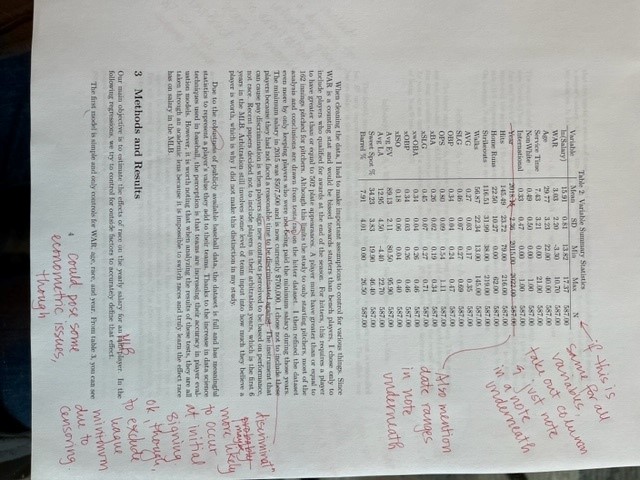 Table 2: Variable Summary Statistics
Variable Mean SD Min Max N
ln(Salary) 15.91 0.81 13.82 17.37 587.00
WAR 3.03 2.20 -3.30 10.70 587.00
Age 29.77 3.23 22.00 40.00 587.00
Service Time 7.43 3.21 0.00 21.00 587.00
NonWhite 0.49 0.50 0.00 1.00 587.00
International 0.33 0.47 0.00 1.00 587.00
Year 2.36 2015.00 2022.00 587.00
Hits 145.49 23.72 79.00 216.00 587.00
Home Runs 22.50 10.27 0.00 62.00 587.00
Strikeouts 116.51 31.99 38.00 219.00 587.00
Walks 56.87 22.34 13.00 145.00 587.00
AVG 0.27 0.03 0.17 0.35 587.00
SLG 0.46 0.07 0.27 0.69 587.00
OBP 0.34 0.04 0.24 0.47 587.00
OPS 0.80 0.09 0.54 1.11 587.00
xBA 0.26 0.02 0.19 0.34 587.00
xSLG 0.45 0.07 0.27 0.71 587.00
xwOBA 0.34 0.04 0.26 0.46 587.00
xOBP 0.34 0.03 0.26 0.46 587.00
xISO 0.18 0.06 0.04 0.40 587.00
Avg EV 89.13 2.11 80.50 95.90 587.00
Avg LA 12.95 4.50 -4.40 22.70 587.00
Sweet Spot % 34.23 3.83 19.90 46.40 587.00
Barrel % 7.91 4.01 0.00 26.50 587.00
if this is
same for all
variables,
take out column
& just note
in a note
underneath
Also mention
date ranges
in note
underneath
When cleaning the data, I had to make important assumptions to control for various things. Since
WAR is a counting stat and would be biased towards starters than bench players, I chose only to
include players who qualified for awards at the end of the season. For hitters, this requires a player
to have greater than or equal to 502 plate appearances. A player must have greater than or equal to
162 innings pitched for pitchers. Although this limits the study to only starting pitchers, most of the
analysis and conclusions are drawn from tests on the hitter dataset. I then refined the dataset
even more by only keeping players who were not being paid the minimum salary during those years.
The minimum salary in 2015 was $507,500 and is now currently $700,000. I chose not to include these
players because they had not faced a reasonable time to be discriminated against. The instrument that
can cause pay discrimination is when players sign new contracts perceived to be based on performance,
not race. Recent papers decided not to include players in their arbitration years, which is the first 6
years in the MLB. Arbitration still involves some level of team input into how much they believe a
player is worth, which is why I did not make this distinction in my study.
discriminat'
maybe
more likely
to occur
at initial
signing.
ok, though,
to exclude
league
minimum
due to
censoring.
Due to the robustness of publicly available baseball data, the dataset is full and has meaningful
statistics to represent a player's value they add to their teams. Thanks to the increase in data science
techniques used in baseball, the perception is that teams are increasing their accuracy in player eval-
uation models. However, it is worth noting that when analyzing the results of these tests, they are all
taken through an academic lens because it is impossible to switch races and truly learn the effect race
has on salary in the MLB.
3 Methods and Results
MLB
Our main objective is to estimate the effects of race on the yearly salary for an player. In the
following regressions, we try to control for outside factors to accurately define that effect.
The first model is simple and only controls for WAR, age, race, and year. From table 3, you can see
4
could pose some
econometric issues,
though